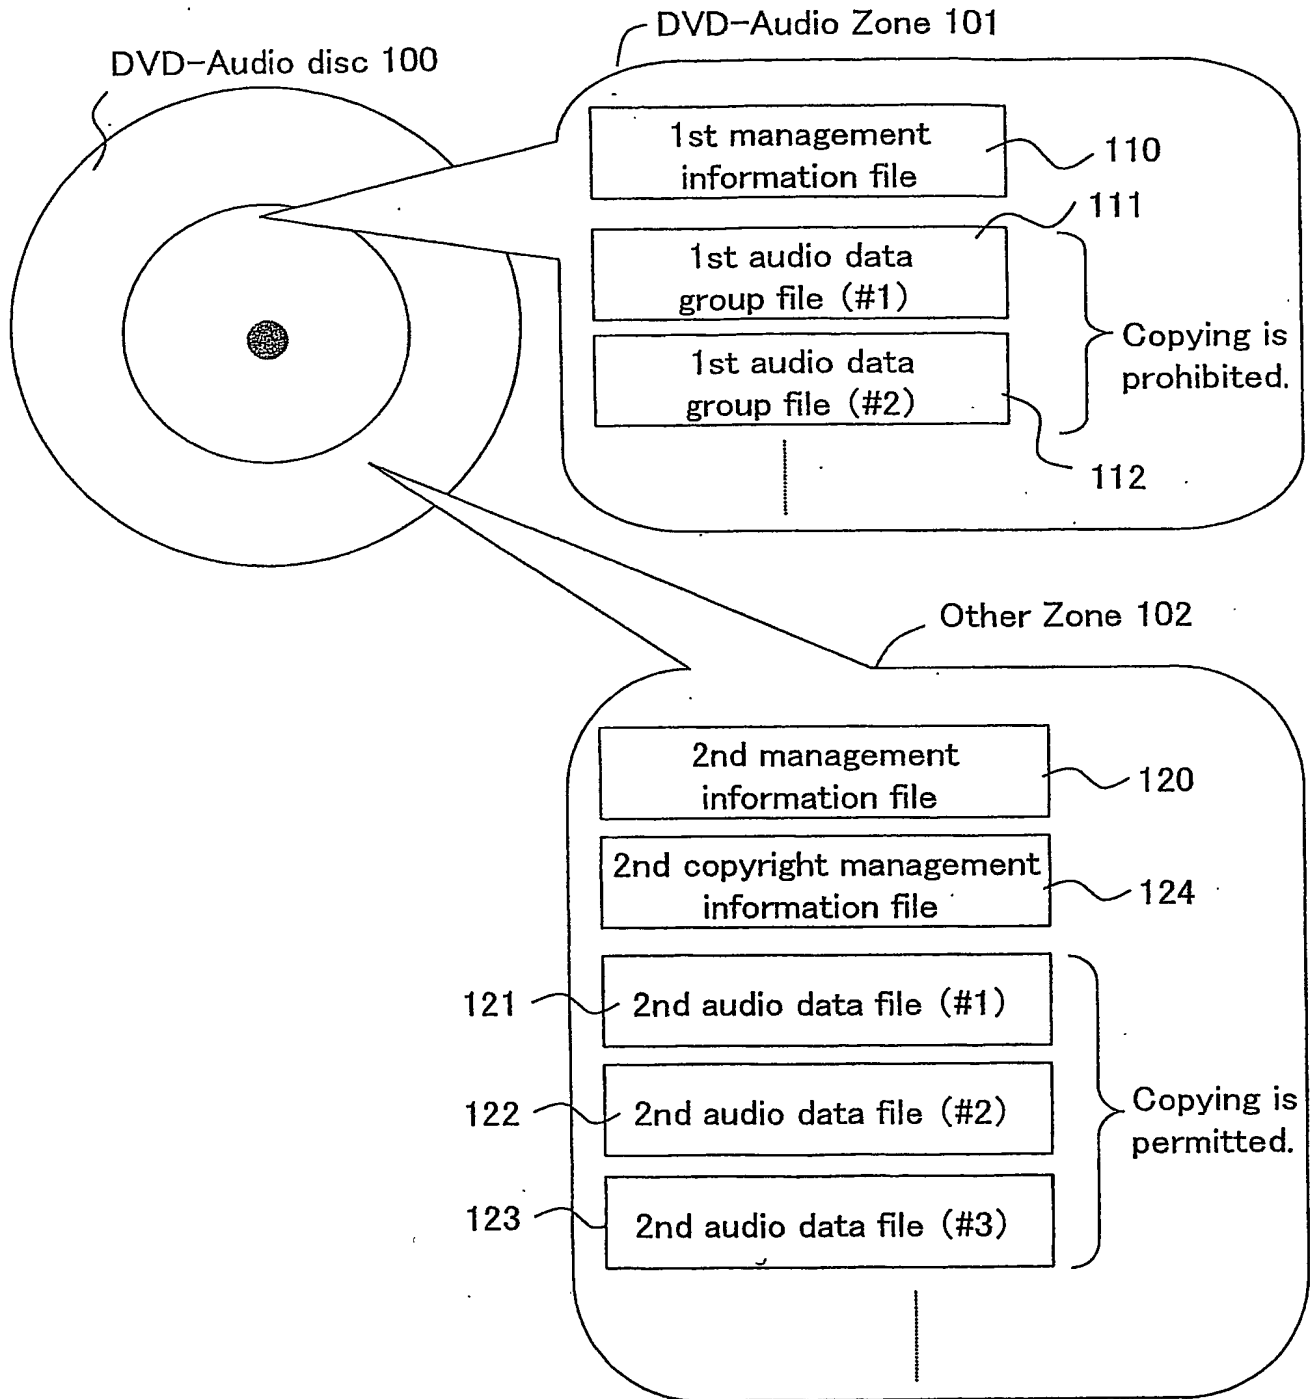 DVD-Audio disc 100
DVD-Audio Zone 101
1st management
information file
110
111
1st audio data
group file (#1)
1st audio data
group file (#2)
112
Copying is
prohibited.
Other Zone 102
2nd management
information file
120
2nd copyright management
information file
124
121
2nd audio data file (#1)
122
2nd audio data file (#2)
123
2nd audio data file (#3)
Copying is
permitted.